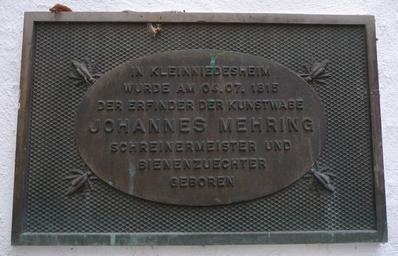 IN KLEINNIEDESHEIM
WURDE AM 04.07. 1815
DER ERFINDER DER KUNSTWABE
JOHANNES MEHRING
SCHREINERMEISTER UND
BIENENZUECHTER
GEBOREN